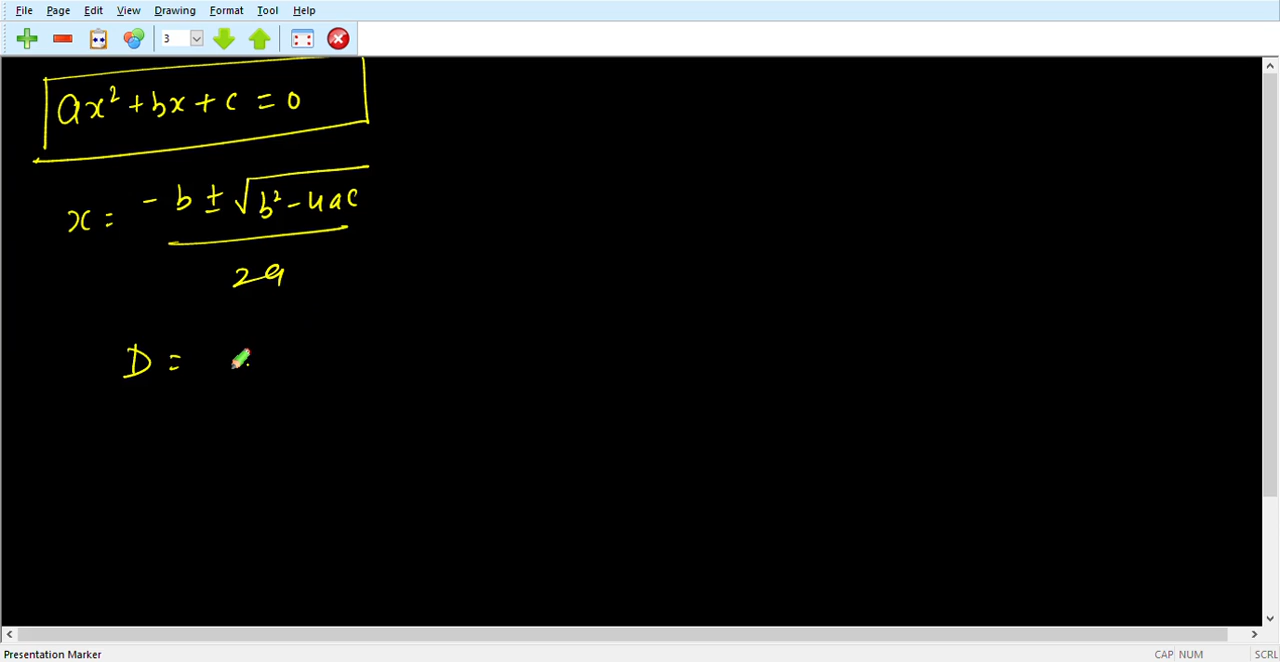 File Page Edit View Drawing Format Tool Help
3
ax² + bx + c = 0
x = - b ± √b² - 4ac
2a
D =
Presentation Marker CAP NUM SCRL